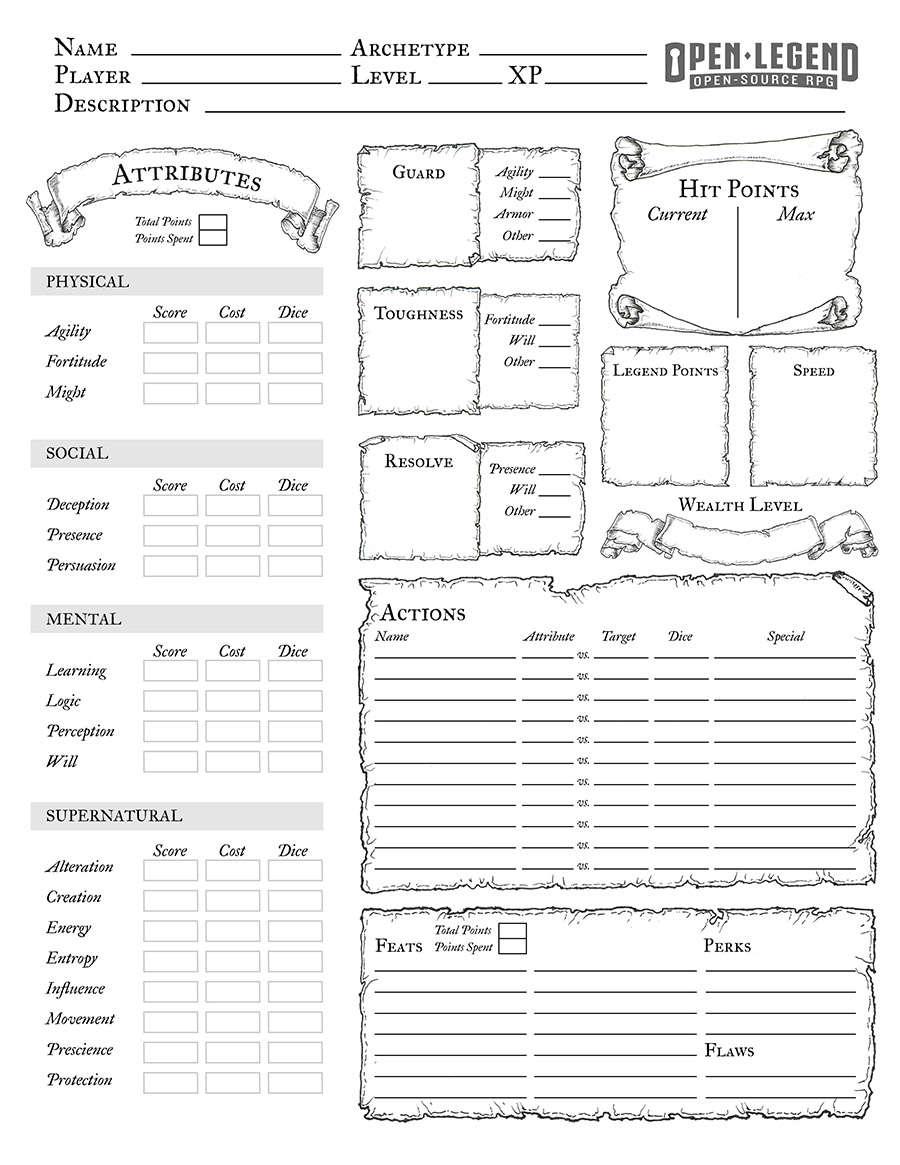 Name Archetype
Player Level XP
Description
OPEN LEGEND
OPEN-SOURCE RPG
Attributes
Total Points
Points Spent
PHYSICAL
Score Cost Dice
Agility
Fortitude
Might
SOCIAL
Score Cost Dice
Deception
Presence
Persuasion
MENTAL
Score Cost Dice
Learning
Logic
Perception
Will
SUPERNATURAL
Score Cost Dice
Alteration
Creation
Energy
Entropy
Influence
Movement
Prescience
Protection
Guard
Agility
Might
Armor
Other
Toughness
Fortitude
Will
Other
Resolve
Presence
Will
Other
Hit Points
Current Max
Legend Points
Speed
Wealth Level
Actions
Name Attribute Target Dice Special
vs.
vs.
vs.
vs.
vs.
vs.
vs.
vs.
vs.
vs.
vs.
Feats
Total Points
Points Spent
Perks
Flaws